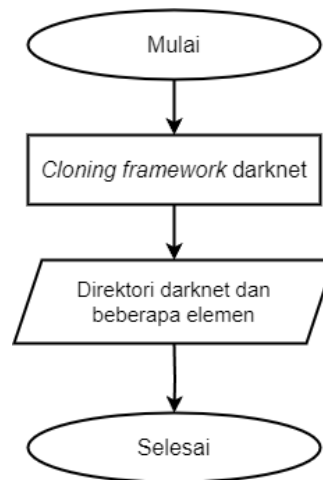 Mulai
Cloning framework darknet
Direktori darknet dan
beberapa elemen
Selesai